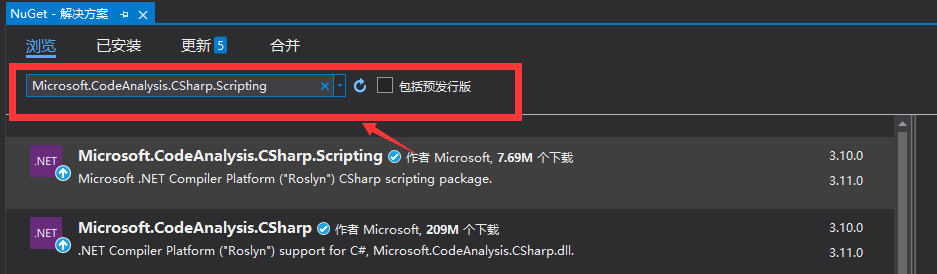 NuGet - 解决方案
浏览 已安装 更新 5 合并
Microsoft.CodeAnalysis.CSharp.Scripting 包括预发行版
.NET Microsoft.CodeAnalysis.CSharp.Scripting 作者 Microsoft, 7.69M 个下载 3.10.0
Microsoft .NET Compiler Platform ("Roslyn") CSharp scripting package. 3.11.0
.NET Microsoft.CodeAnalysis.CSharp 作者 Microsoft, 209M 个下载 3.10.0
.NET Compiler Platform ("Roslyn") support for C#, Microsoft.CodeAnalysis.CSharp.dll. 3.11.0